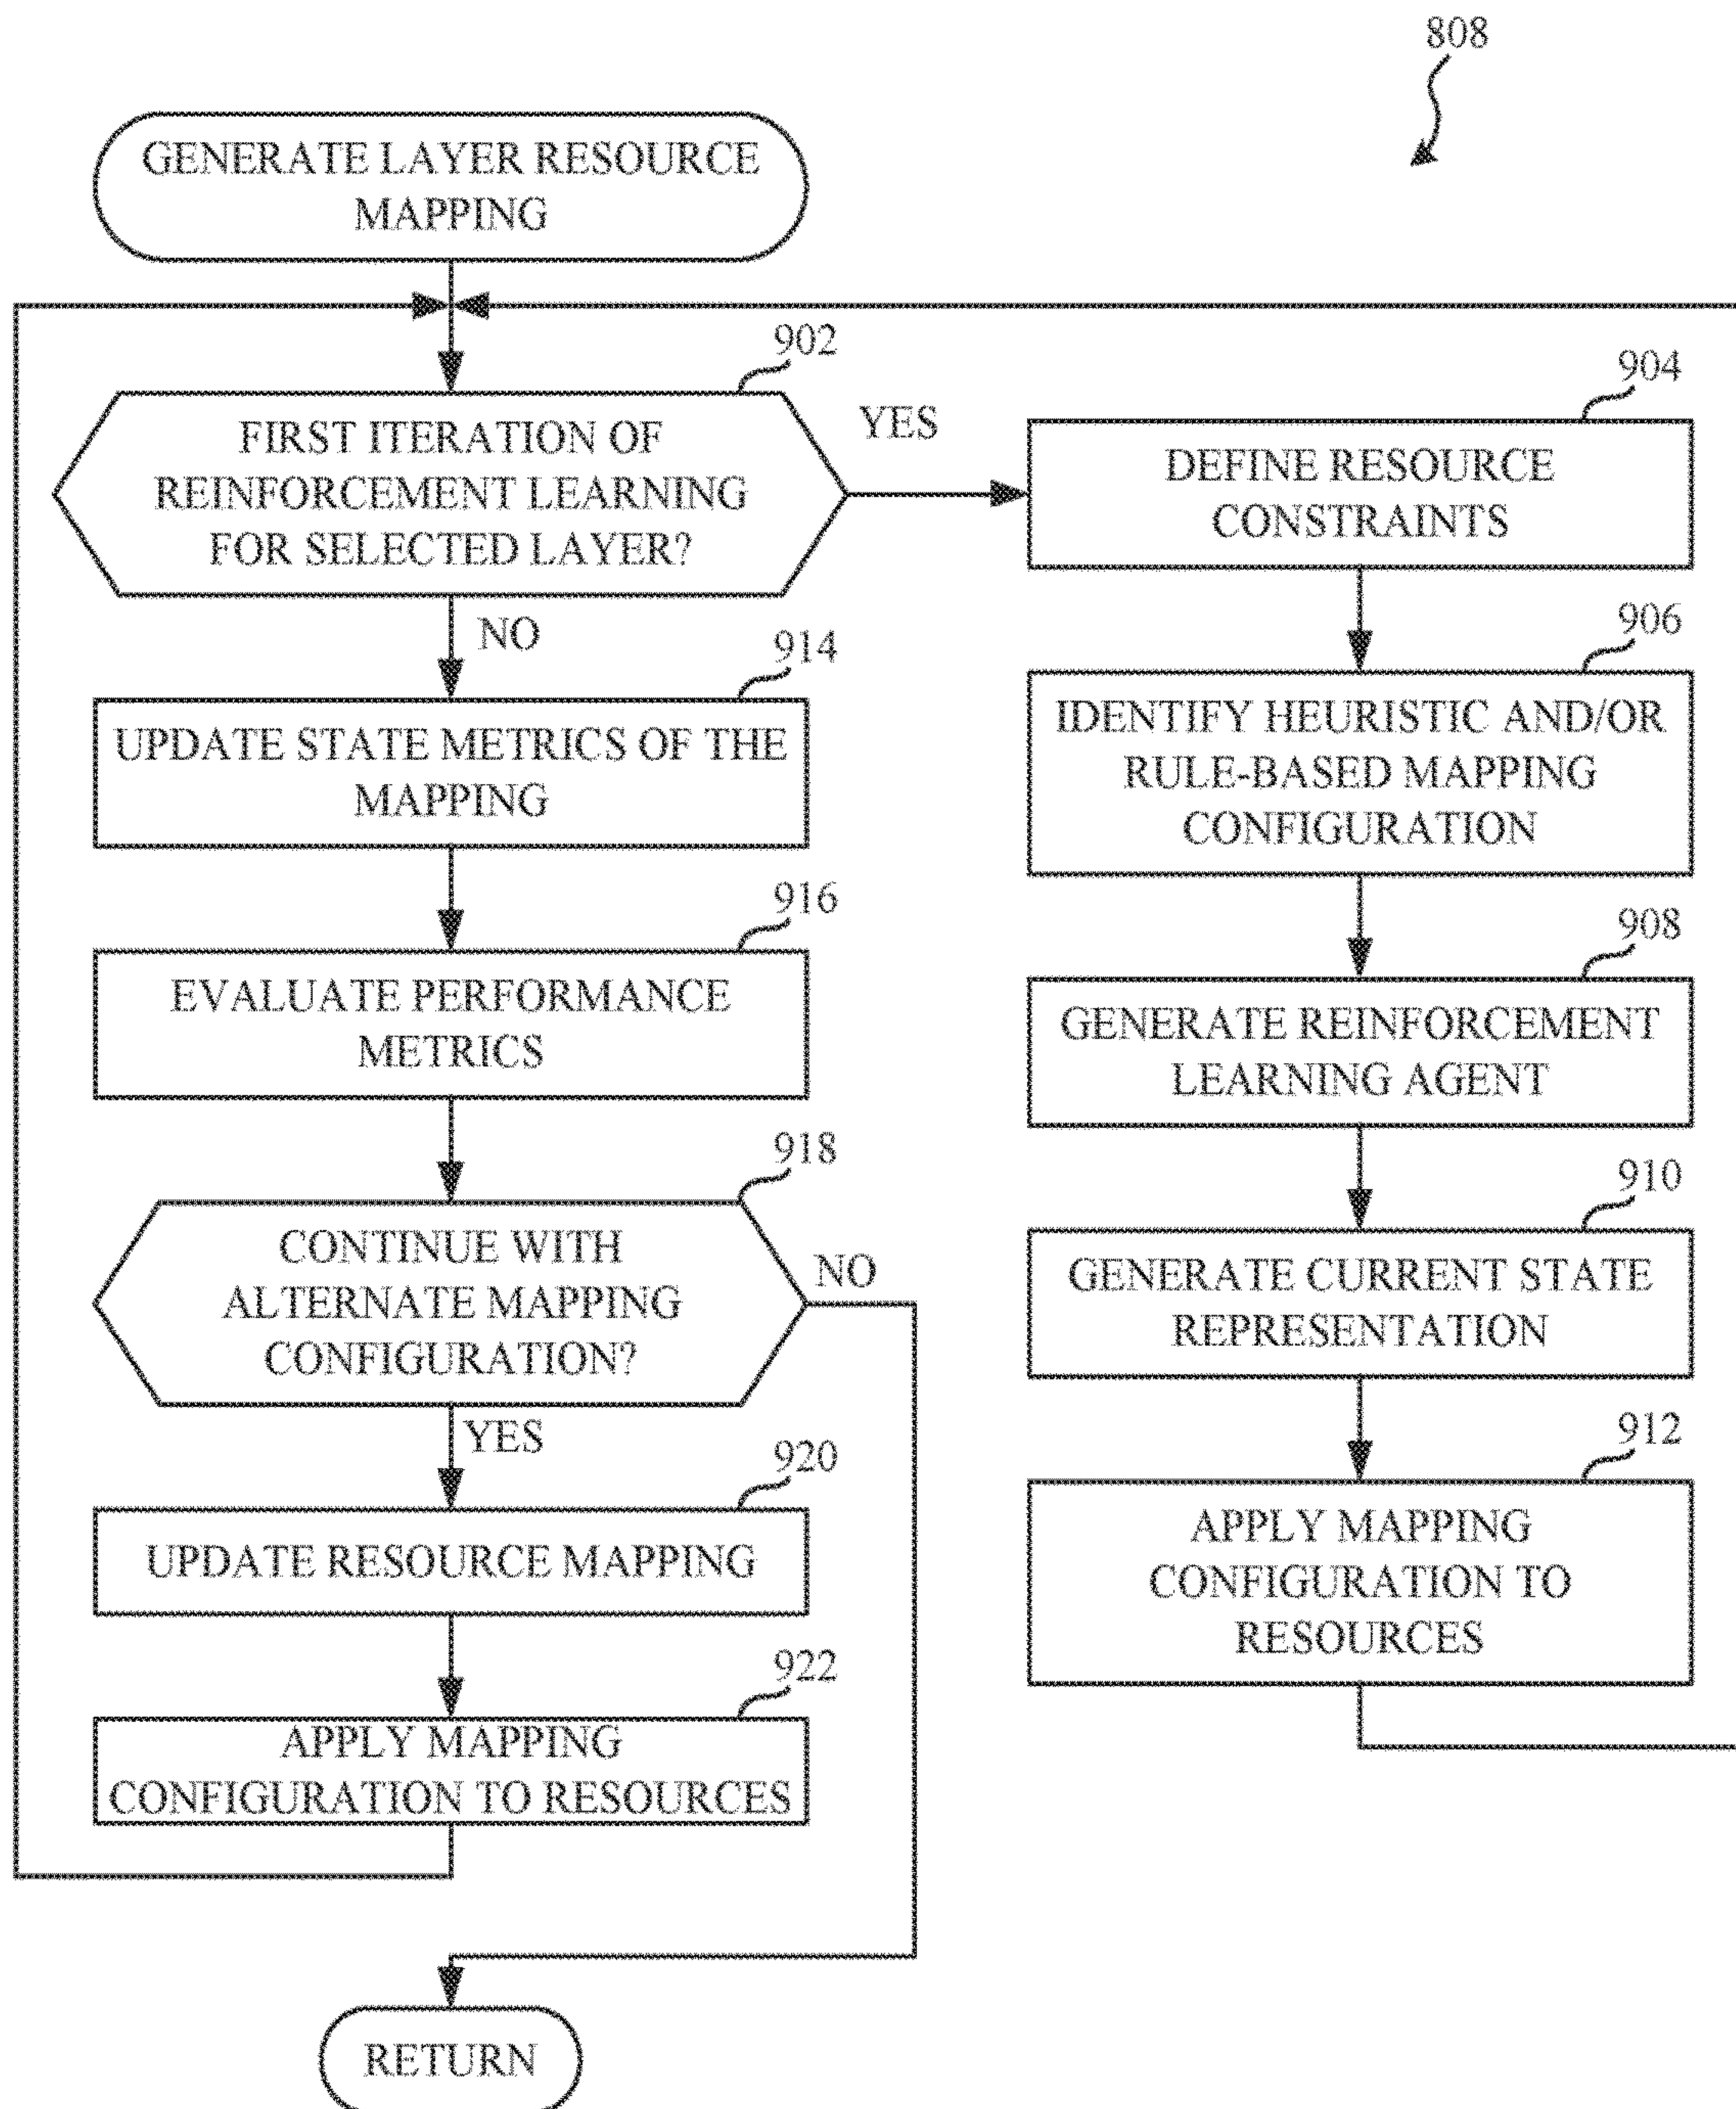 808
GENERATE LAYER RESOURCE
MAPPING
902
FIRST ITERATION OF
REINFORCEMENT LEARNING
FOR SELECTED LAYER?
YES
NO
904
DEFINE RESOURCE
CONSTRAINTS
906
IDENTIFY HEURISTIC AND/OR
RULE-BASED MAPPING
CONFIGURATION
908
GENERATE REINFORCEMENT
LEARNING AGENT
910
GENERATE CURRENT STATE
REPRESENTATION
912
APPLY MAPPING
CONFIGURATION TO
RESOURCES
914
UPDATE STATE METRICS OF THE
MAPPING
916
EVALUATE PERFORMANCE
METRICS
918
CONTINUE WITH
ALTERNATE MAPPING
CONFIGURATION?
NO
YES
920
UPDATE RESOURCE MAPPING
922
APPLY MAPPING
CONFIGURATION TO RESOURCES
RETURN